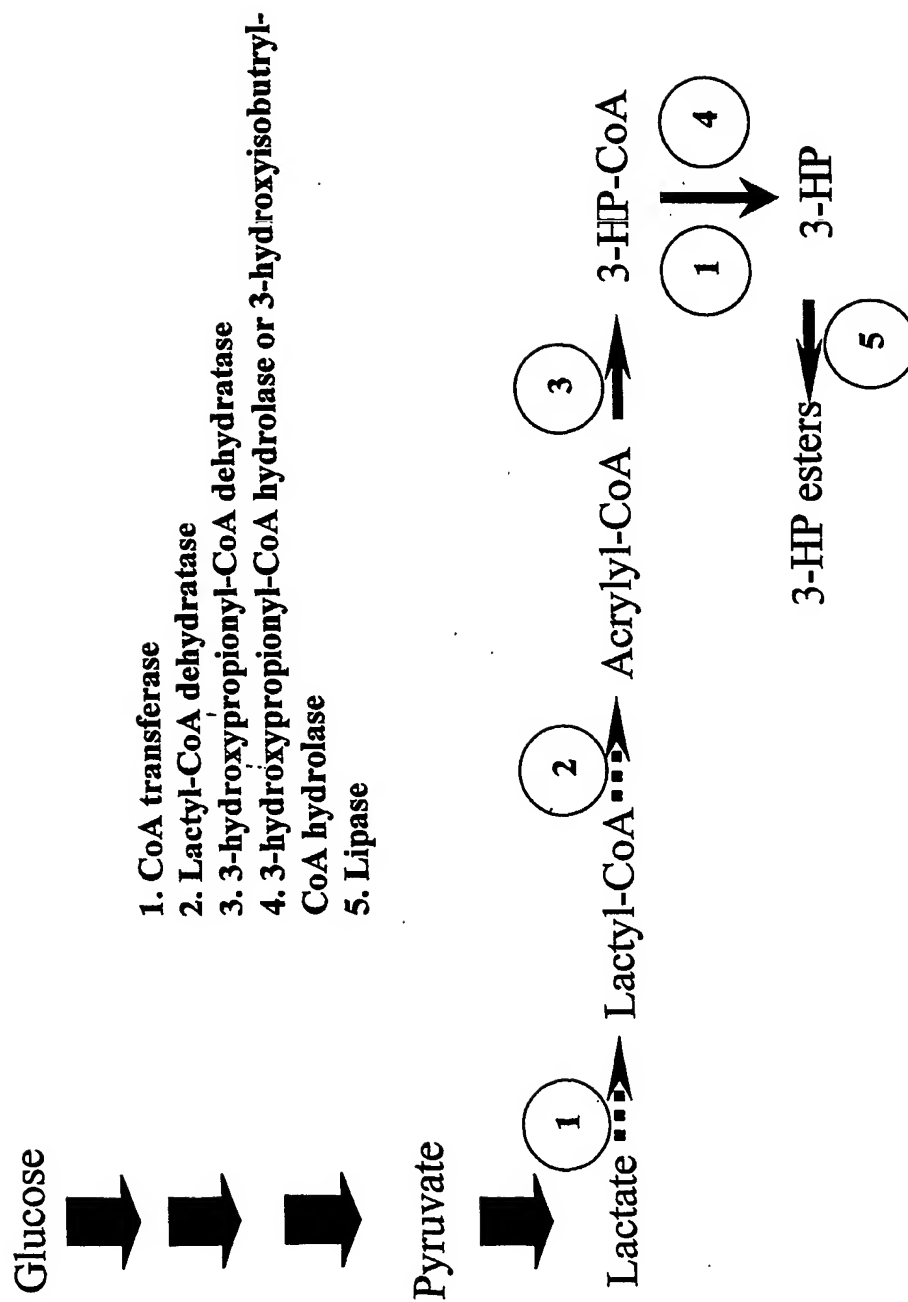 Glucose
1. CoA transferase
2. Lactyl-CoA dehydratase
3. 3-hydroxypropionyl-CoA dehydratase
4. 3-hydroxypropionyl-CoA hydrolase or 3-hydroxyisobutryl-
CoA hydrolase
5. Lipase
Pyruvate
1
2
3
Lactate
Lactyl-CoA
Acrylyl-CoA
3-HP-CoA
1
4
3-HP esters
3-HP
5